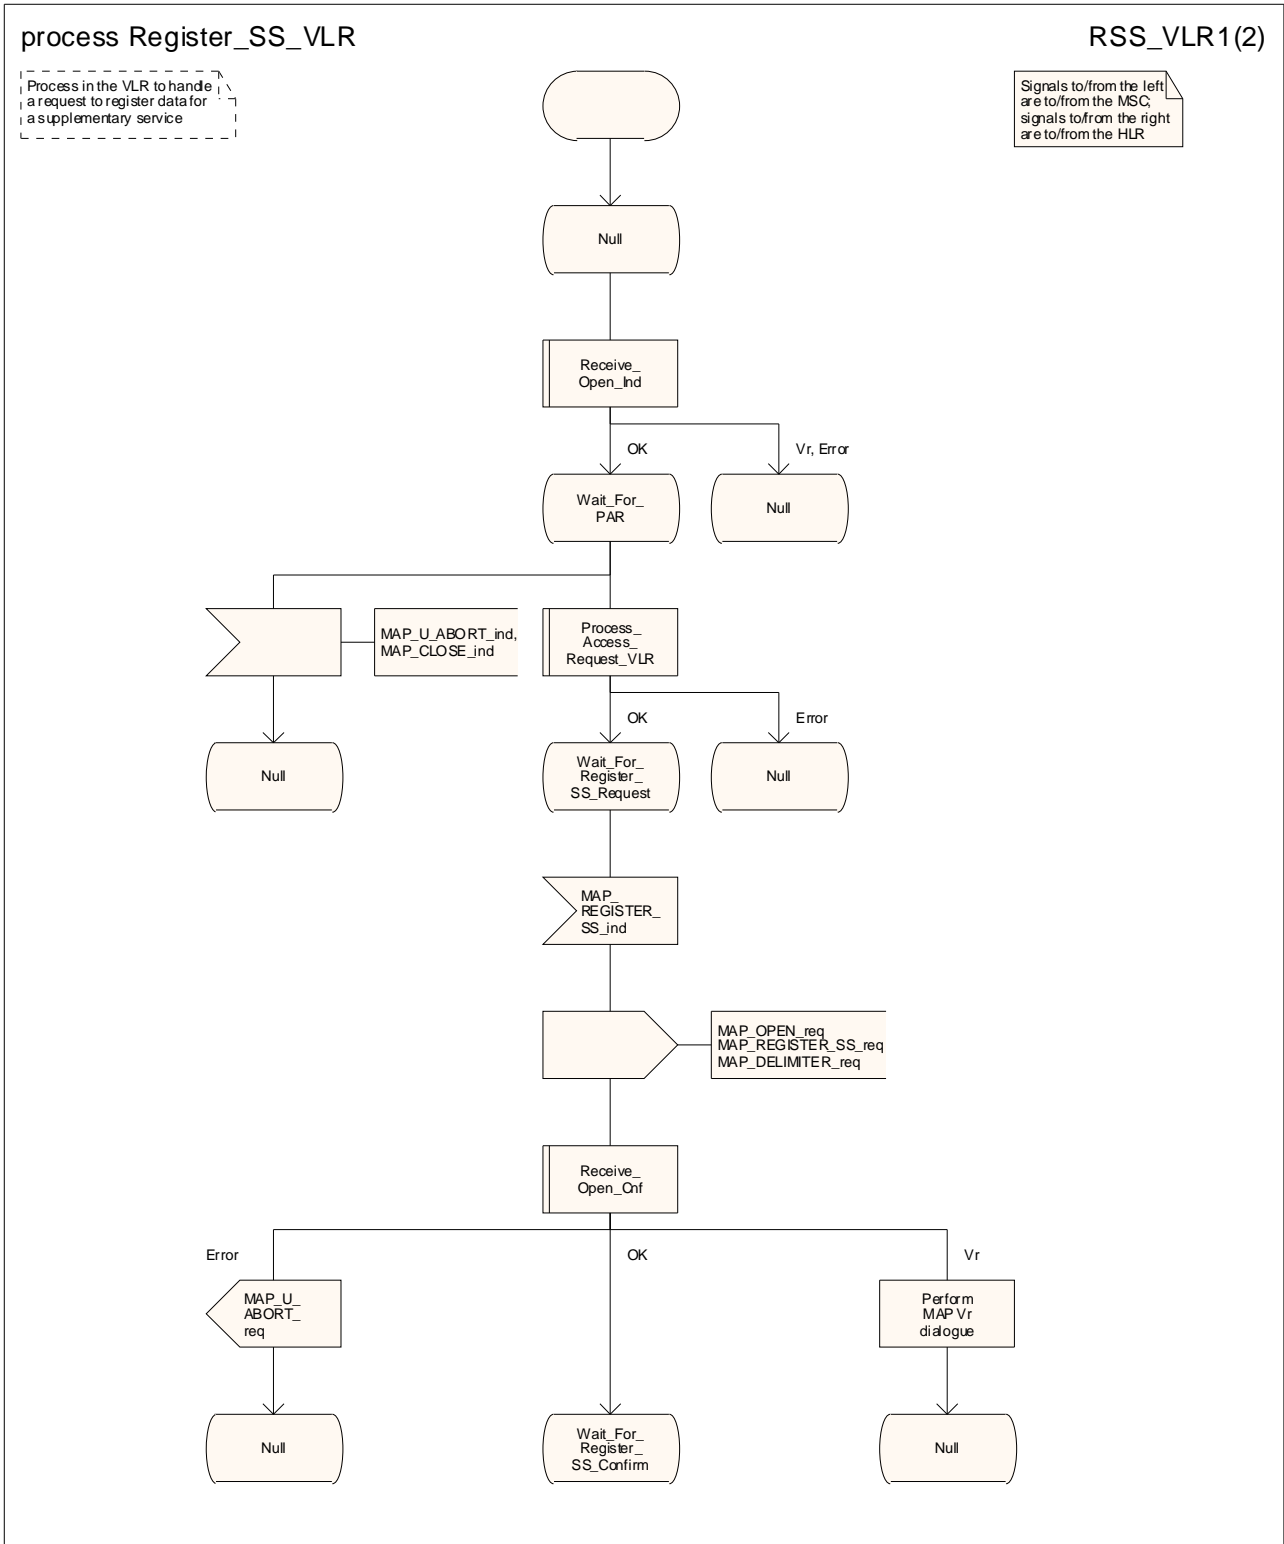 process Register_SS_VLR
RSS_VLR1(2)
Process in the VLR to handle
a request to register data for
a supplementary service
Signals to/from the left
are to/from the MSC;
signals to/from the right
are to/from the HLR
Null
Receive_
Open_Ind
OK
Vr, Error
Wait_For_
PAR
Null
MAP_U_ABORT_ind,
MAP_CLOSE_ind
Process_
Access_
Request_VLR
OK
Error
Null
Wait_For_
Register_
SS_Request
Null
MAP_
REGISTER_
SS_ind
MAP_OPEN_req
MAP_REGISTER_SS_req
MAP_DELIMITER_req
Receive_
Open_Cnf
Error
OK
Vr
MAP_U_
ABORT_
req
Perform
MAP Vr
dialogue
Null
Wait_For_
Register_
SS_Confirm
Null